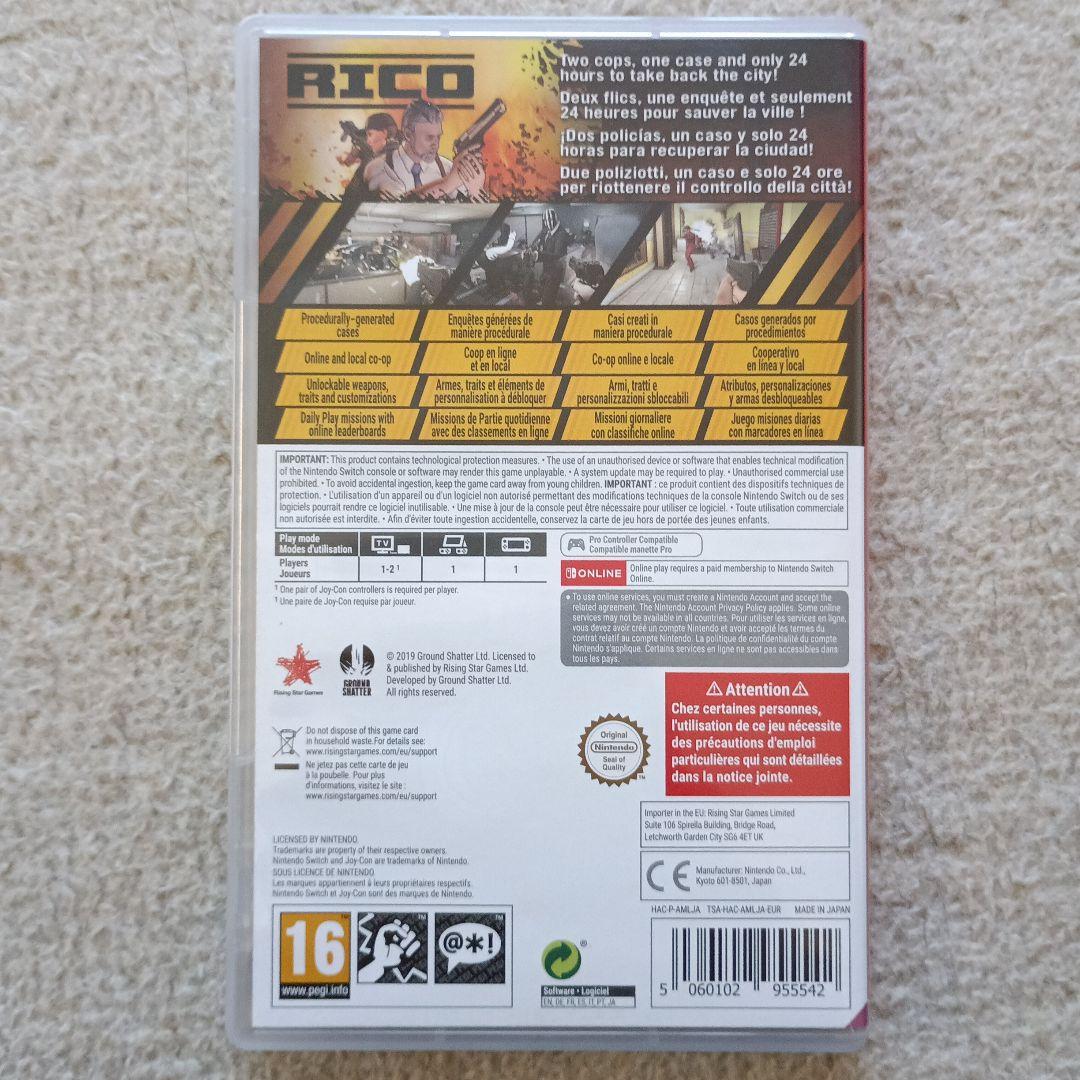 RICO
Two cops, one case and only 24
hours to take back the city!
Deux flics, une enquête et seulement
24 heures pour sauver la ville !
¡Dos policías, un caso y solo 24
horas para recuperar la ciudad!
Due poliziotti, un caso e solo 24 ore
per riottenere il controllo della città!
Procedurally-generated
cases
Enquêtes générées de
manière procédurale
Casi creati in
maniera procedurale
Casos generados por
procedimientos
Online and local co-op
Coop en ligne
et en local
Co-op online e locale
Cooperativo
en línea y local
Unlockable weapons,
traits and customizations
Armes, traits et éléments de
personnalisation à débloquer
Armi, tratti e
personalizzazioni sbloccabili
Atributos, personalizaciones
y armas desbloqueables
Daily Play missions with
online leaderboards
Missions de Partie quotidienne
avec des classements en ligne
Missioni giornaliere
con classifiche online
Juego misiones diarias
con marcadores en línea
IMPORTANT: This product contains technological protection measures. • The use of an unauthorised device or software that enables technical modification
of the Nintendo Switch console or software may render this game unplayable. • A system update may be required to play. • Unauthorised commercial use
prohibited. • To avoid accidental ingestion, keep the game card away from young children. IMPORTANT : ce produit contient des dispositifs techniques de
protection. • L'utilisation d'un appareil ou d'un logiciel non autorisé permettant des modifications techniques de la console Nintendo Switch ou de ses
logiciels pourrait rendre ce logiciel inutilisable. • Une mise à jour de la console peut être nécessaire pour utiliser ce logiciel. • Toute utilisation commerciale
non autorisée est interdite. • Afin d'éviter toute ingestion accidentelle, conservez la carte de jeu hors de portée des jeunes enfants.
Play mode
Modes d'utilisation
TV
Players
Joueurs
1-2 ¹
1
1
¹ One pair of Joy-Con controllers is required per player.
¹ Une paire de Joy-Con requise par joueur.
Pro Controller Compatible
Compatible manette Pro
ONLINE
Online play requires a paid membership to Nintendo Switch
Online.
• To use online services, you must create a Nintendo Account and accept the
related agreement. The Nintendo Account Privacy Policy applies. Some online
services may not be available in all countries. Pour utiliser les services en ligne,
vous devez avoir créé un compte Nintendo et avoir accepté les termes du
contrat relatif au compte Nintendo. La politique de confidentialité du compte
Nintendo s'applique. Certains services en ligne ne sont pas accessibles dans
tous les pays.
Rising Star Games
GROUND
SHATTER
© 2019 Ground Shatter Ltd. Licensed to
& published by Rising Star Games Ltd.
Developed by Ground Shatter Ltd.
All rights reserved.
Attention
Chez certaines personnes,
l'utilisation de ce jeu nécessite
des précautions d'emploi
particulières qui sont détaillées
dans la notice jointe.
Do not dispose of this game card
in household waste.For details see:
www.risingstargames.com/eu/support
Ne jetez pas cette carte de jeu
à la poubelle. Pour plus
d'informations, visitez le site :
www.risingstargames.com/eu/support
Original
Nintendo
Seal of
Quality
TM
Importer in the EU: Rising Star Games Limited
Suite 106 Spirella Building, Bridge Road,
Letchworth Garden City SG6 4ET UK
LICENSED BY NINTENDO.
Trademarks are property of their respective owners.
Nintendo Switch and Joy-Con are trademarks of Nintendo.
SOUS LICENCE DE NINTENDO.
Les marques appartiennent à leurs propriétaires respectifs.
Nintendo Switch et Joy-Con sont des marques de Nintendo.
CE
Manufacturer: Nintendo Co., Ltd.,
Kyoto 601-8501, Japan
HAC-P-AMLJA TSA-HAC-AMLJA-EUR MADE IN JAPAN
16
www.pegi.info
TM
TM
TM
@*!
®
Software • Logiciel
EN, DE, FR, ES, IT, PT, JA
5 060102 955542